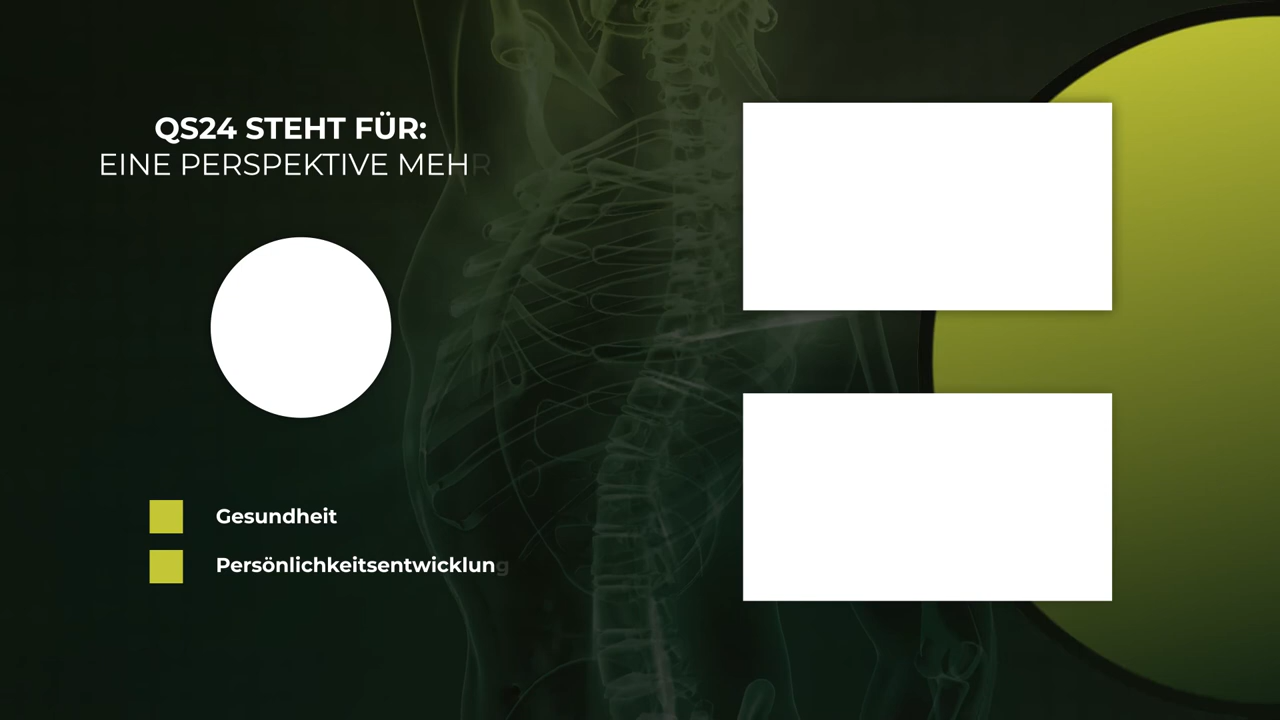 QS24 STEHT FÜR:
EINE PERSPEKTIVE MEHR
Gesundheit
Persönlichkeitsentwicklung